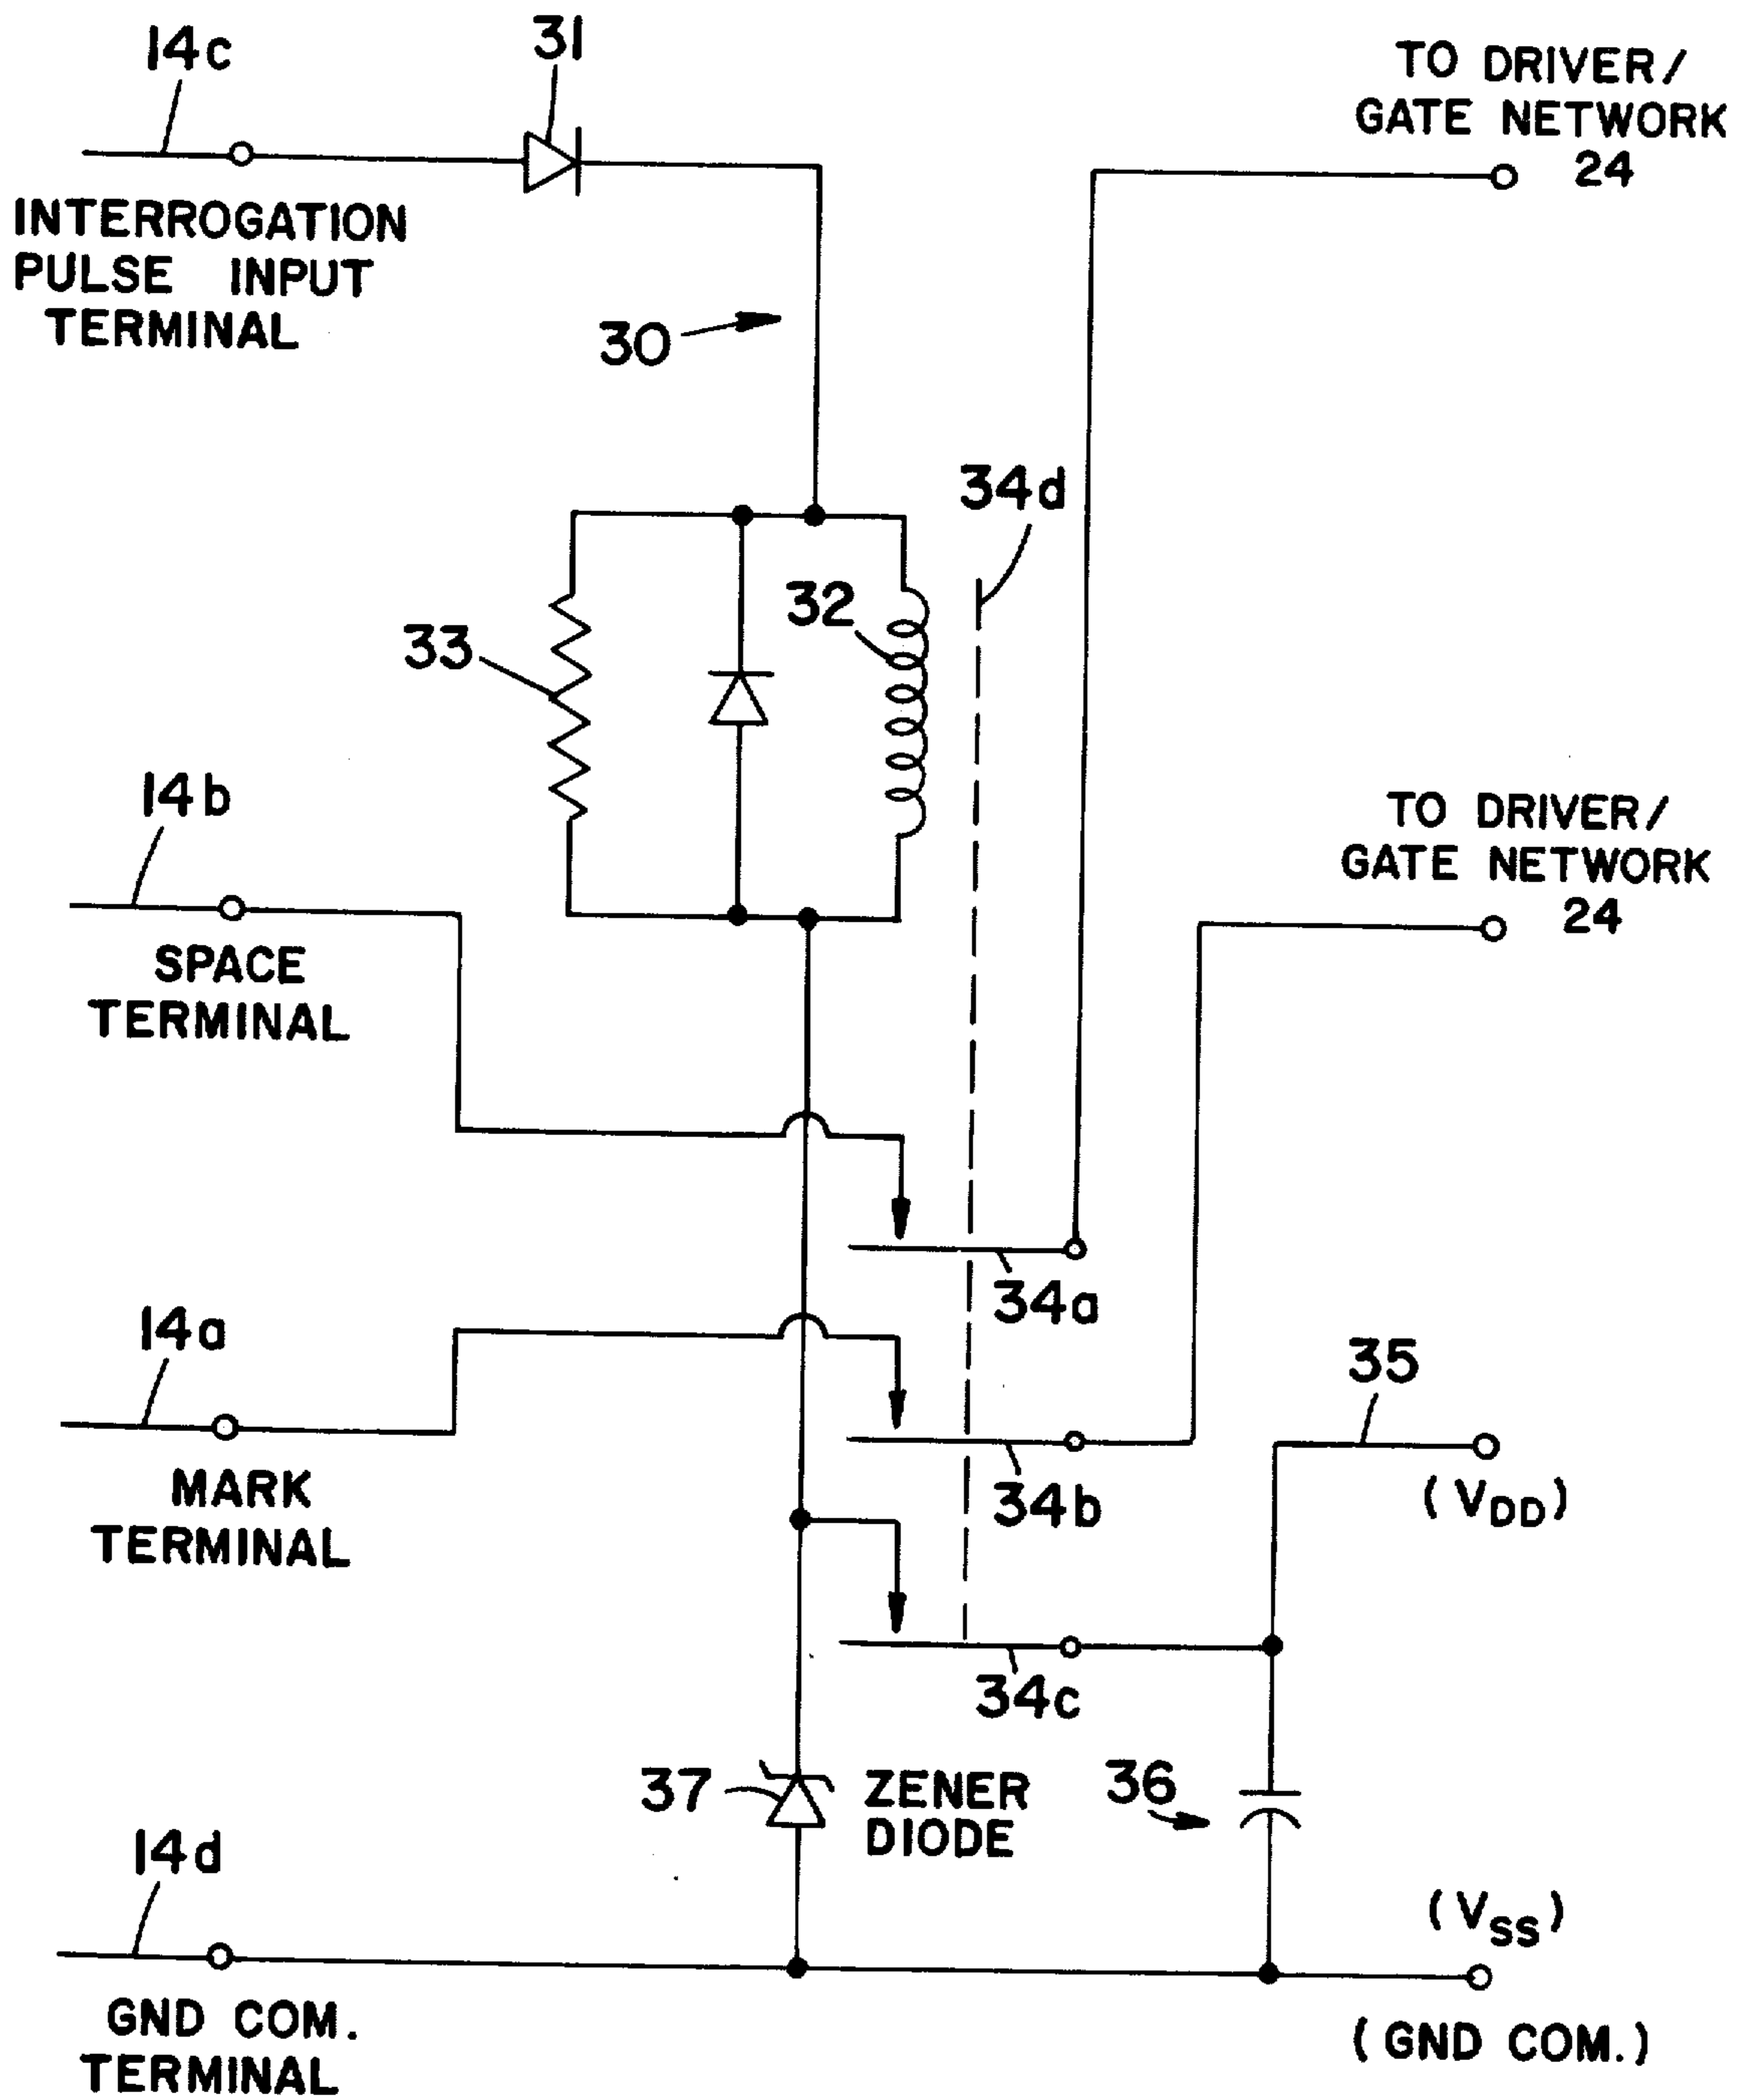 14c
31
TO DRIVER/
GATE NETWORK
24
INTERROGATION
PULSE INPUT
TERMINAL
30
34d
32
33
14b
TO DRIVER/
GATE NETWORK
24
SPACE
TERMINAL
34a
14a
35
MARK
TERMINAL
34b
(VDD)
34c
37
ZENER
DIODE
36
14d
(VSS)
GND COM.
TERMINAL
(GND COM.)